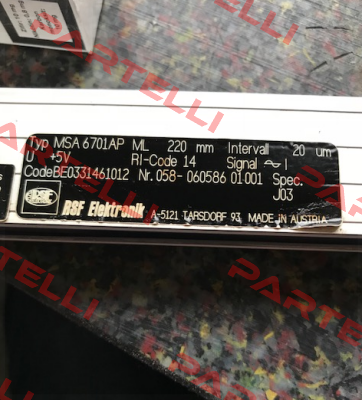 Typ MSA 6701AP ML 220 mm Intervall 20 um
U +5V RI-Code 14 Signal
CodeBE0331461012 Nr. 058- 060586 01001 Spec.
J03
RSF Elektronik A-5121 TARSDORF 93, MADE IN AUSTRIA
PARTELLI